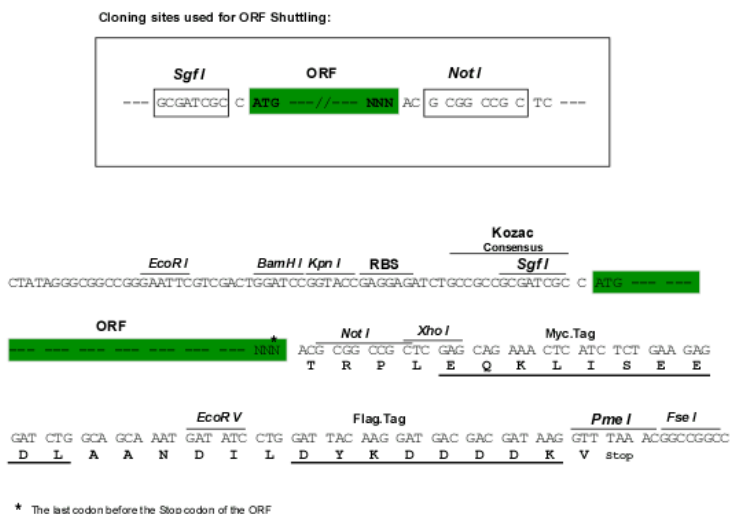 Cloning sites used for ORF Shuttling:
Sgf I ORF Not I
--- GCGATCGC C ATG ---//--- NNN AC G CGG CCG C TC ---
Kozac
Consensus
EcoR I BamH I Kpn I RBS Sgf I
CTATAGGGCGGCCGGGAATTCGTCGACTGGATCCGGTACCGAGGAGATCTGCCGCCGCGATCGC C ATG --- --- ---
ORF
Not I Xho I Myc.Tag
--- --- --- --- --- --- --- --- --- NNN* ACG CGG CCG CTC GAG CAG AAA CTC ATC TCT GAA GAG
T R P L E Q K L I S E E
EcoR V Flag.Tag Pme I Fse I
GAT CTG GCA GCA AAT GAT ATC CTG GAT TAC AAG GAT GAC GAC GAT AAG GTT TAA ACGGCCGGCC
D L A A N D I L D Y K D D D D K V Stop
* The last codon before the Stop codon of the ORF